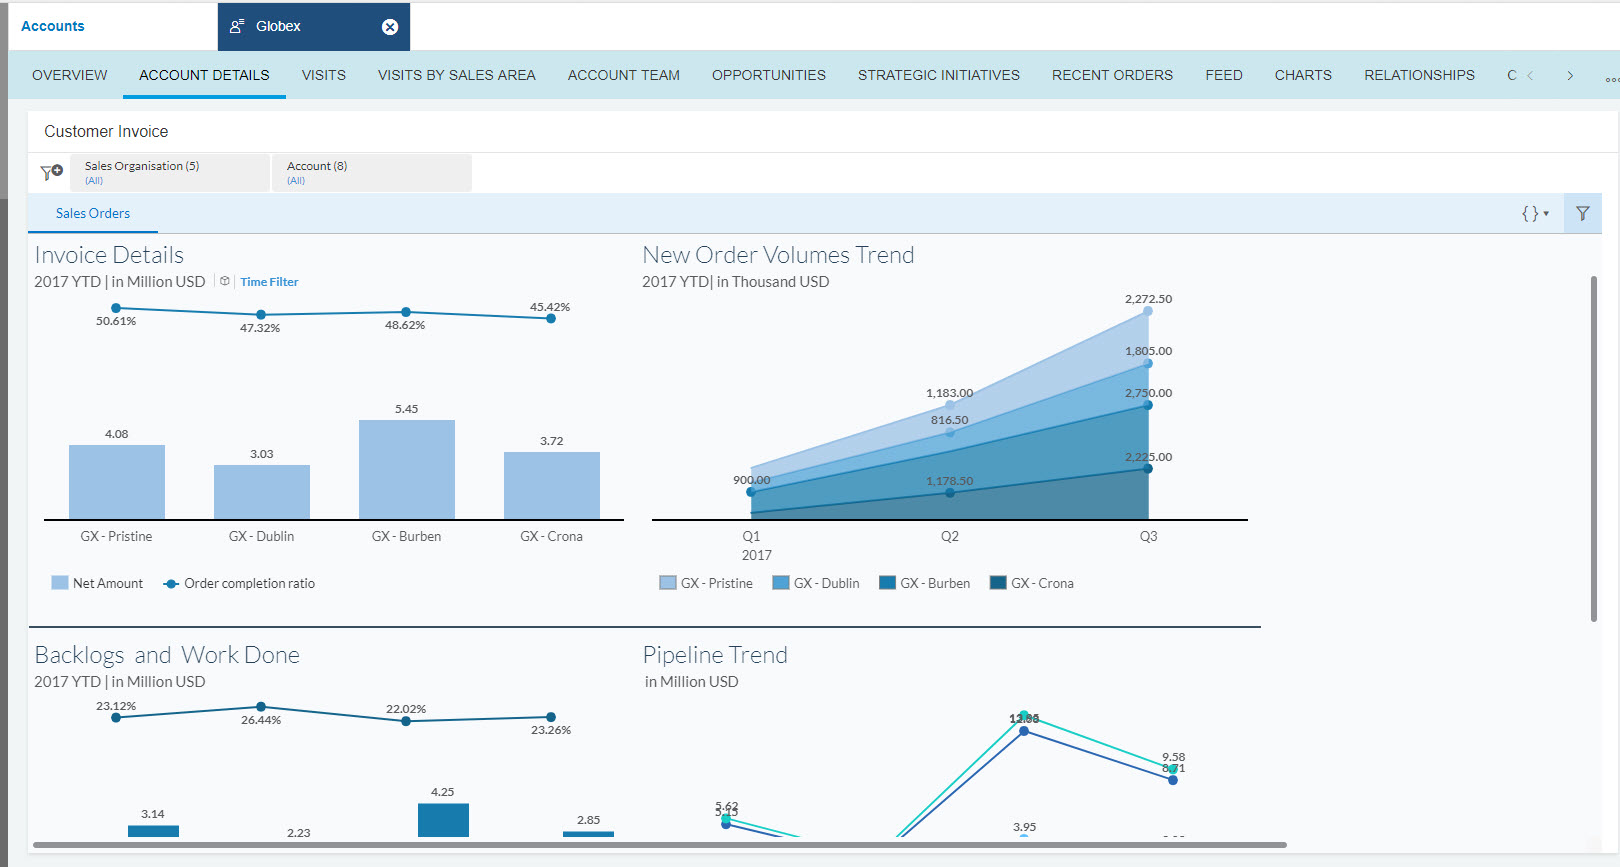 Accounts
Globex
OVERVIEW ACCOUNT DETAILS VISITS VISITS BY SALES AREA ACCOUNT TEAM OPPORTUNITIES STRATEGIC INITIATIVES RECENT ORDERS FEED CHARTS RELATIONSHIPS C
Customer Invoice
Sales Organisation (5)
(All)
Account (8)
(All)
Sales Orders
{ }
Invoice Details
2017 YTD | in Million USD
Time Filter
50.61%
47.32%
48.62%
45.42%
4.08
3.03
5.45
3.72
GX - Pristine
GX - Dublin
GX - Burben
GX - Crona
Net Amount
Order completion ratio
New Order Volumes Trend
2017 YTD| in Thousand USD
2,272.50
1,805.00
1,183.00
2,750.00
816.50
2,225.00
900.00
1,178.50
Q1
Q2
Q3
2017
GX - Pristine
GX - Dublin
GX - Burben
GX - Crona
Backlogs and Work Done
2017 YTD | in Million USD
23.12%
26.44%
22.02%
23.26%
3.14
2.23
4.25
2.85
Pipeline Trend
in Million USD
5.62
5.15
9.58
8.71
3.95